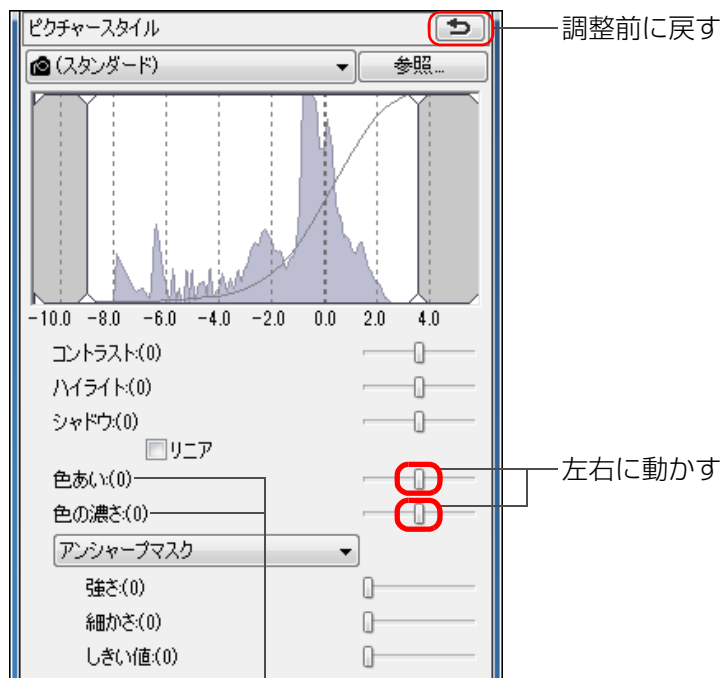 ピクチャースタイル
調整前に戻す
(スタンダード)
参照...
-10.0 -8.0 -6.0 -4.0 -2.0 0.0 2.0 4.0
コントラスト:(0)
ハイライト:(0)
シャドウ:(0)
リニア
色あい:(0)
左右に動かす
色の濃さ:(0)
アンシャープマスク
強さ:(0)
細かさ:(0)
しきい値:(0)